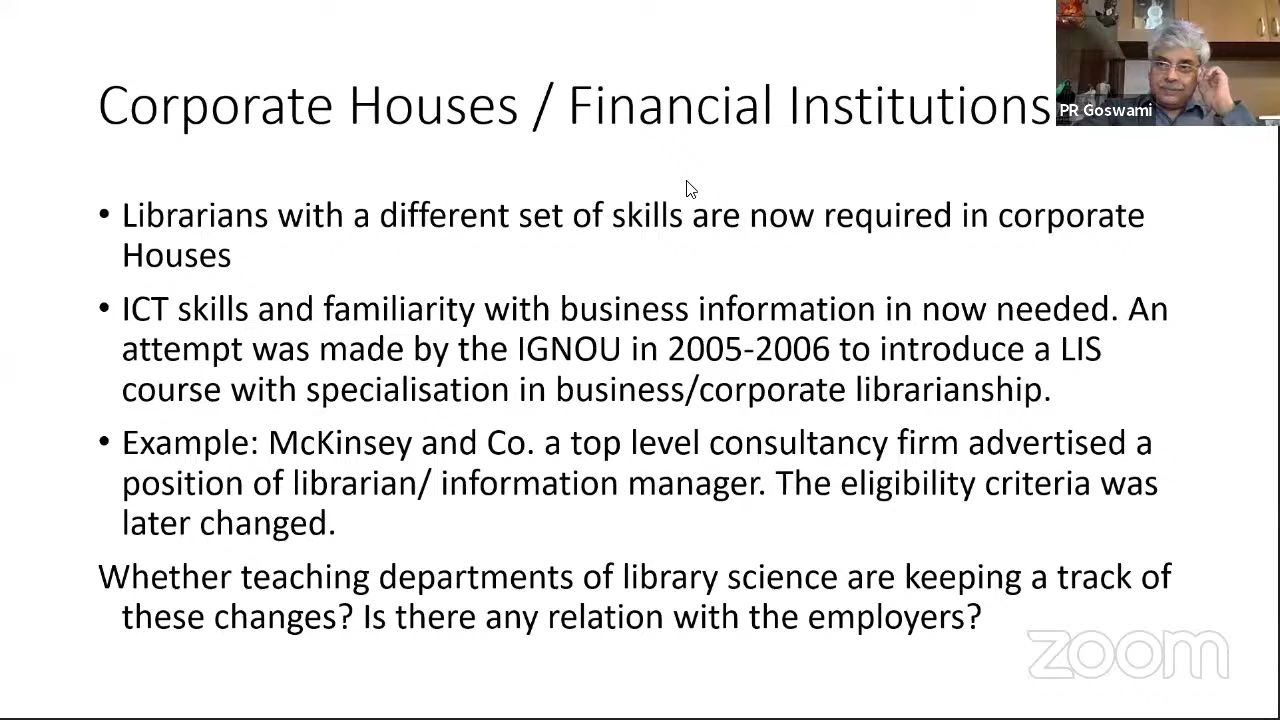 Corporate Houses / Financial Institutions
PR Goswami
• Librarians with a different set of skills are now required in corporate
Houses
• ICT skills and familiarity with business information in now needed. An
attempt was made by the IGNOU in 2005-2006 to introduce a LIS
course with specialisation in business/corporate librarianship.
• Example: McKinsey and Co. a top level consultancy firm advertised a
position of librarian/ information manager. The eligibility criteria was
later changed.
Whether teaching departments of library science are keeping a track of
these changes? Is there any relation with the employers?
zoom